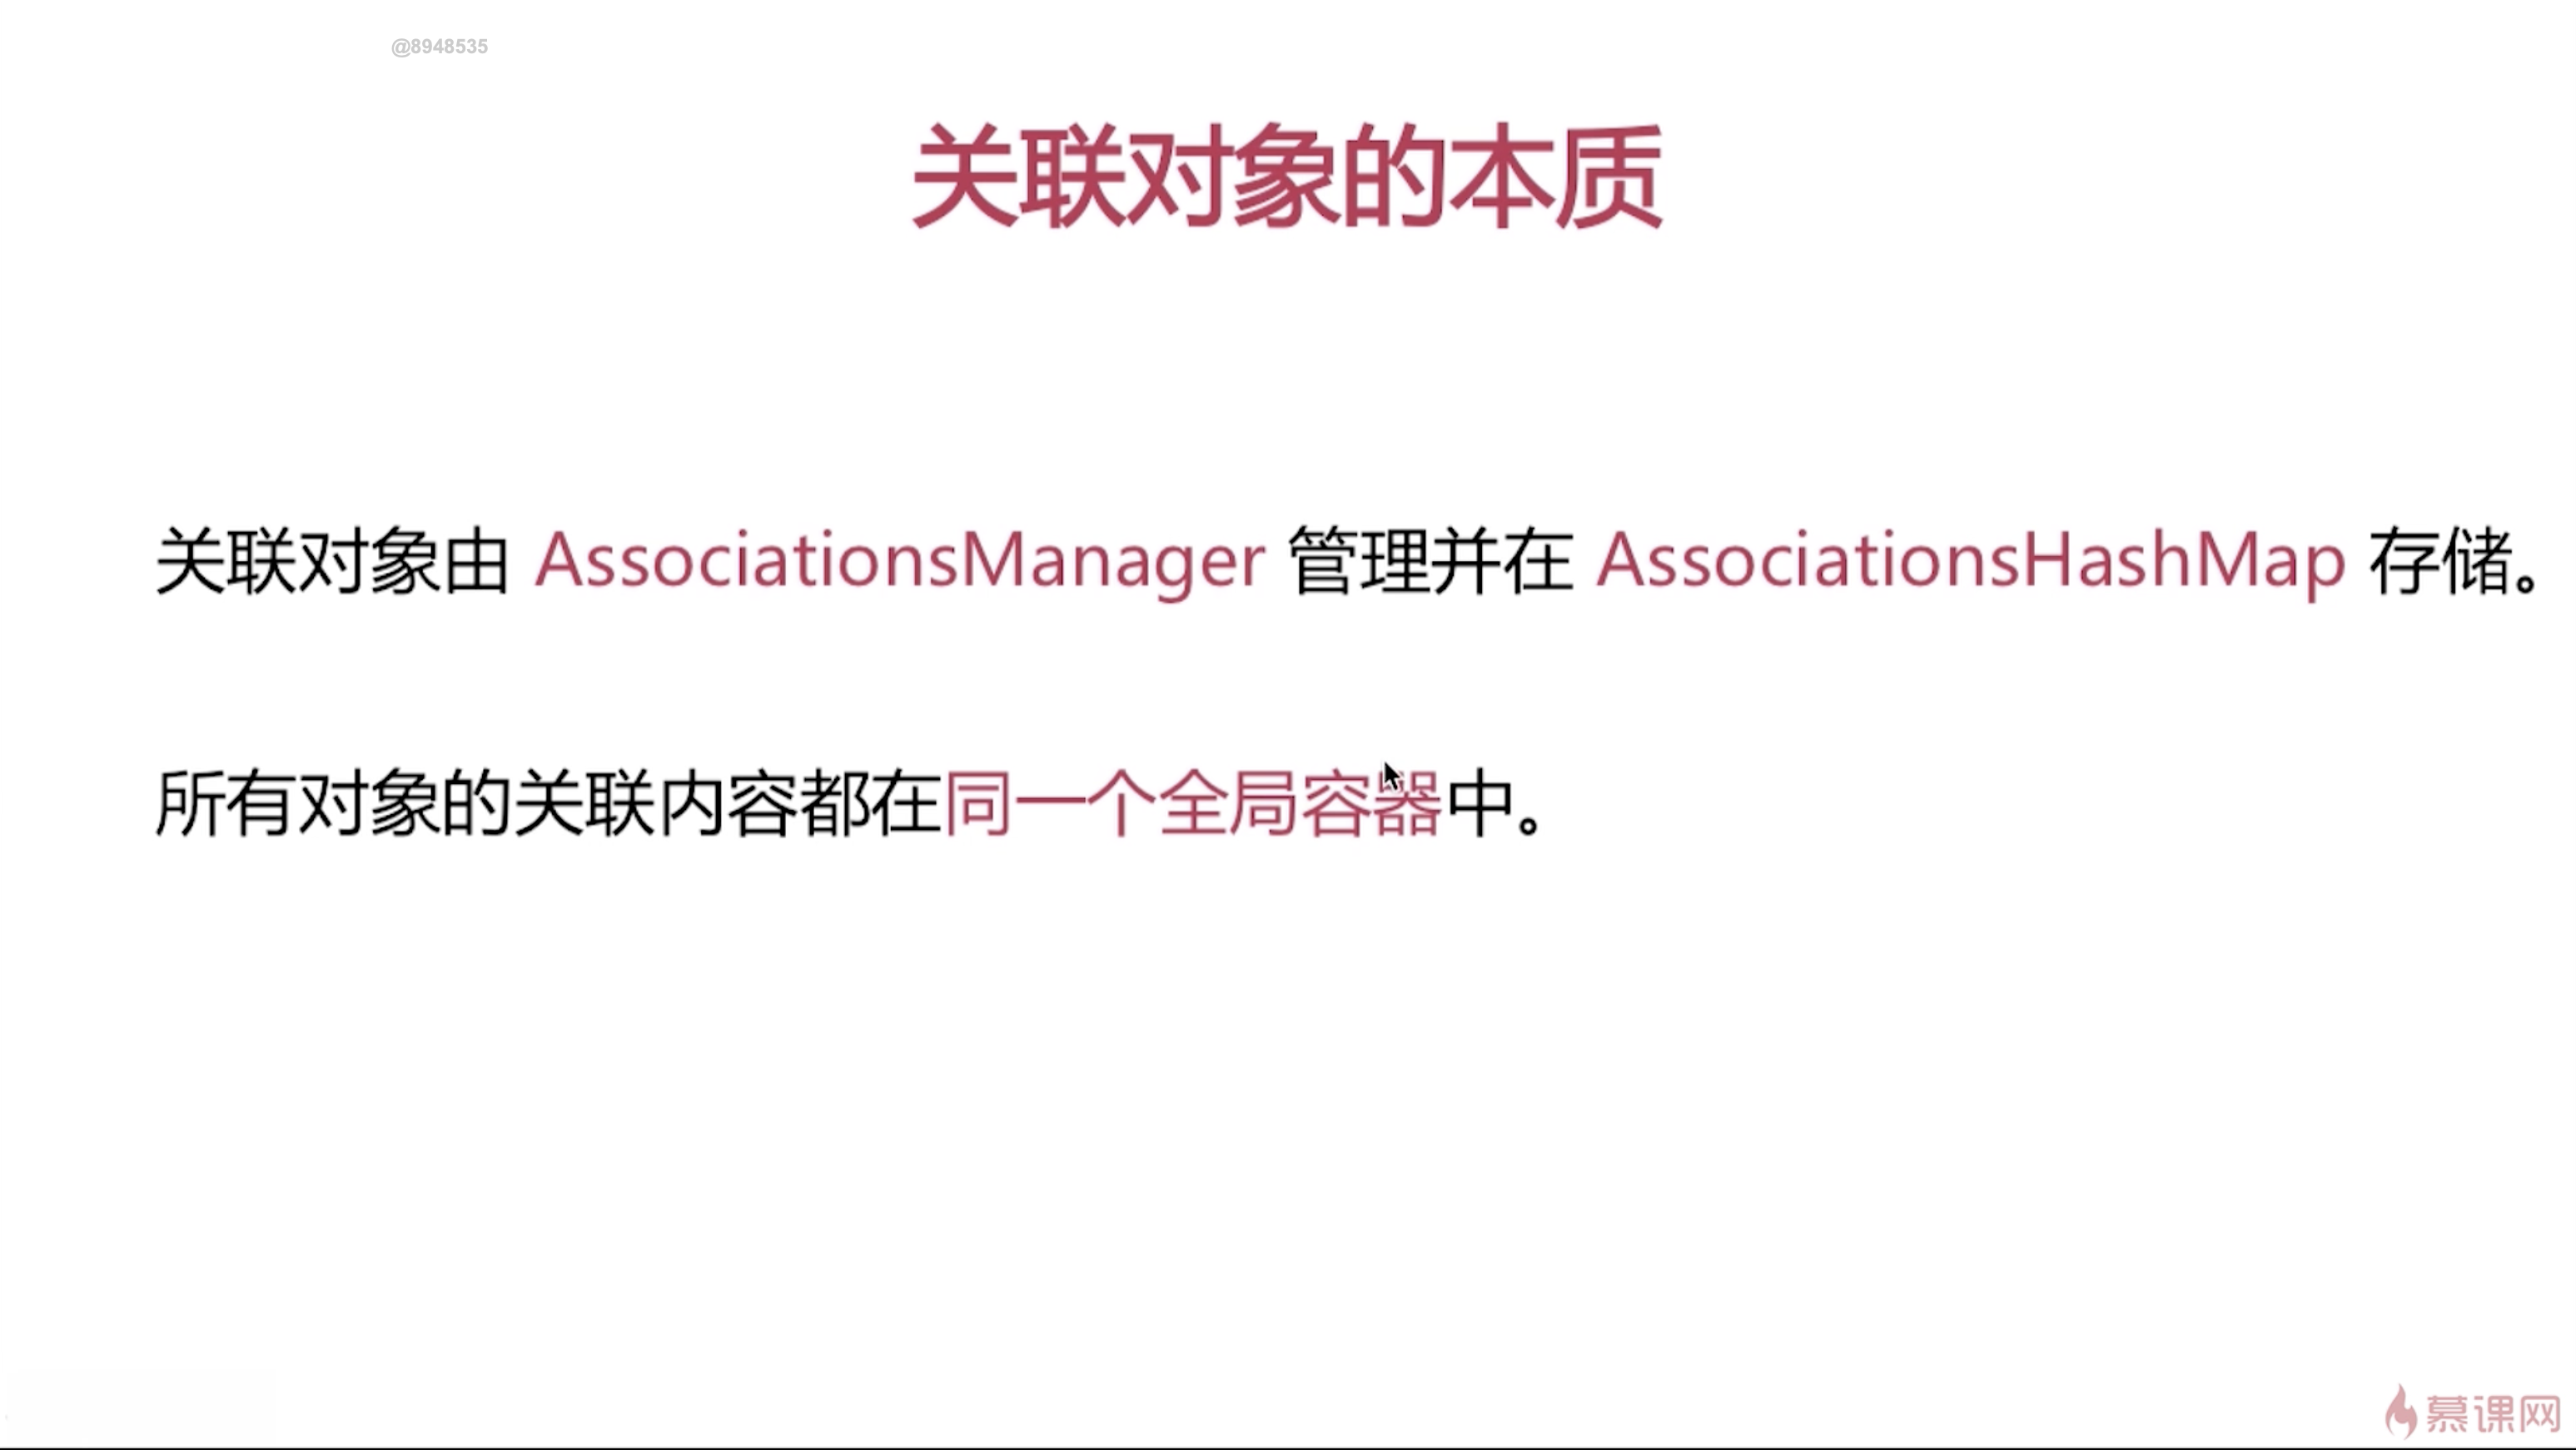 @8948535
关联对象的本质
关联对象由 AssociationsManager 管理并在 AssociationsHashMap 存储。
所有对象的关联内容都在同一个全局容器中。
慕课网